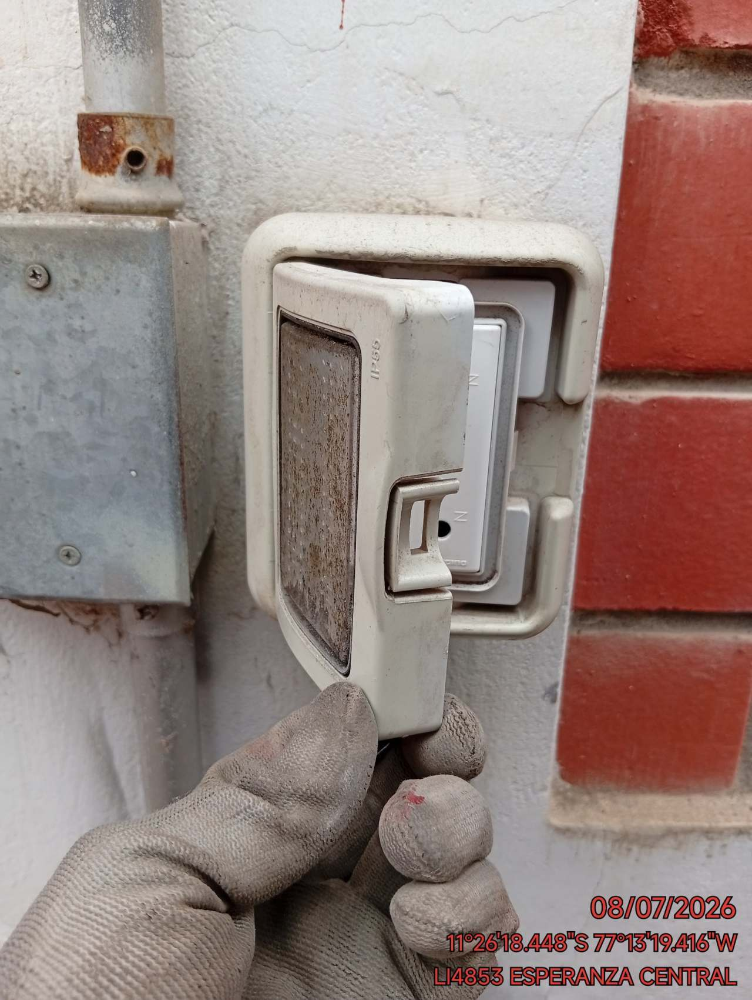 IP55
N
N
08/07/2026
11°26'18.448"S 77°13'19.416"W
LI4853 ESPERANZA CENTRAL